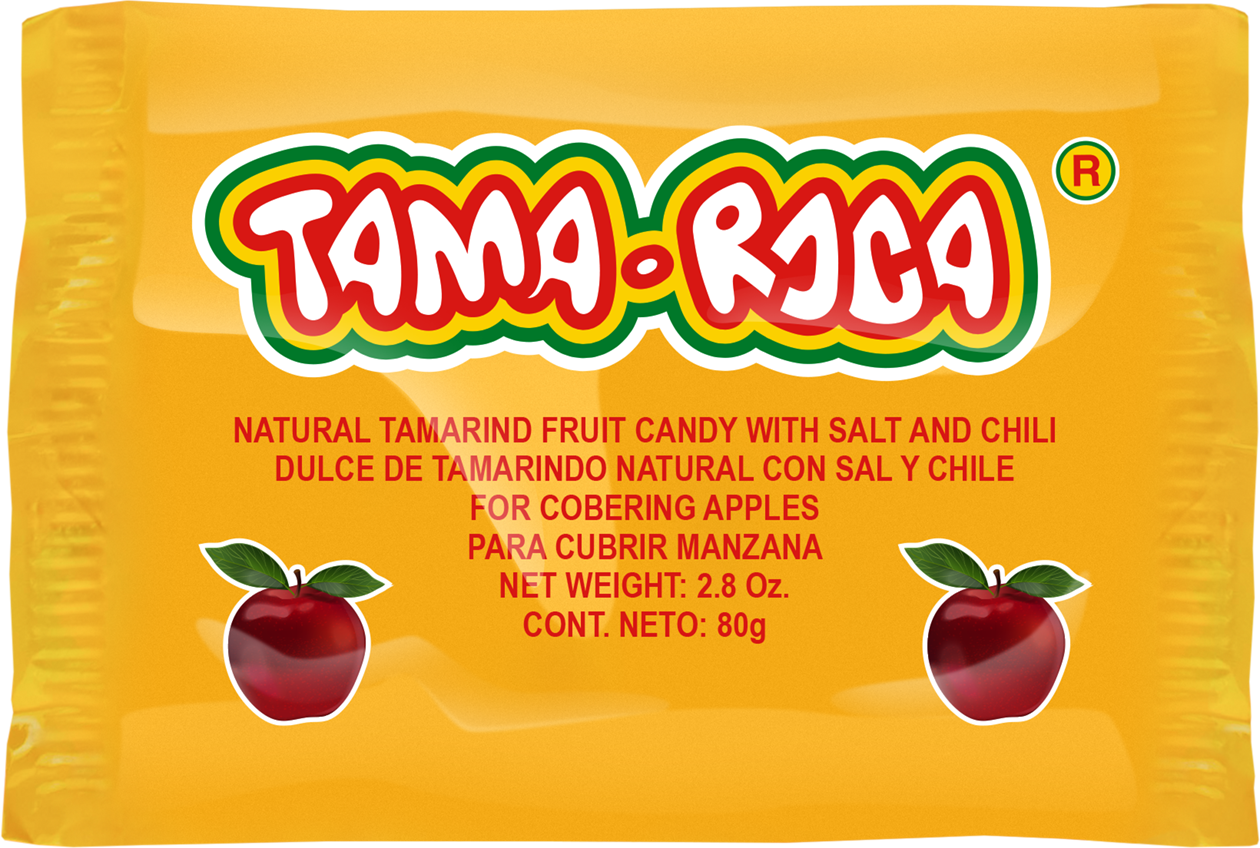 TAMA-RICA ®
NATURAL TAMARIND FRUIT CANDY WITH SALT AND CHILI
DULCE DE TAMARINDO NATURAL CON SAL Y CHILE
FOR COBERING APPLES
PARA CUBRIR MANZANA
NET WEIGHT: 2.8 Oz.
CONT. NETO: 80g